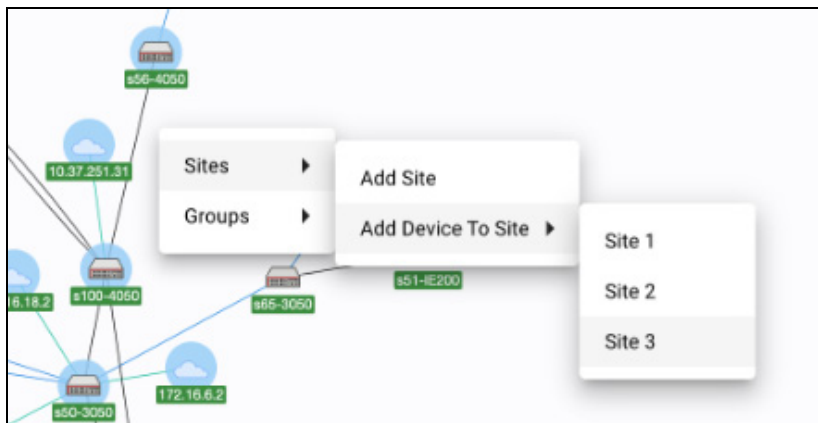 s56-4050
10.37.251.31
Sites
Groups
Add Site
Add Device To Site
Site 1
Site 2
Site 3
s100-4050
16.18.2
s65-3050
s51-IE200
172.16.6.2
s50-3050